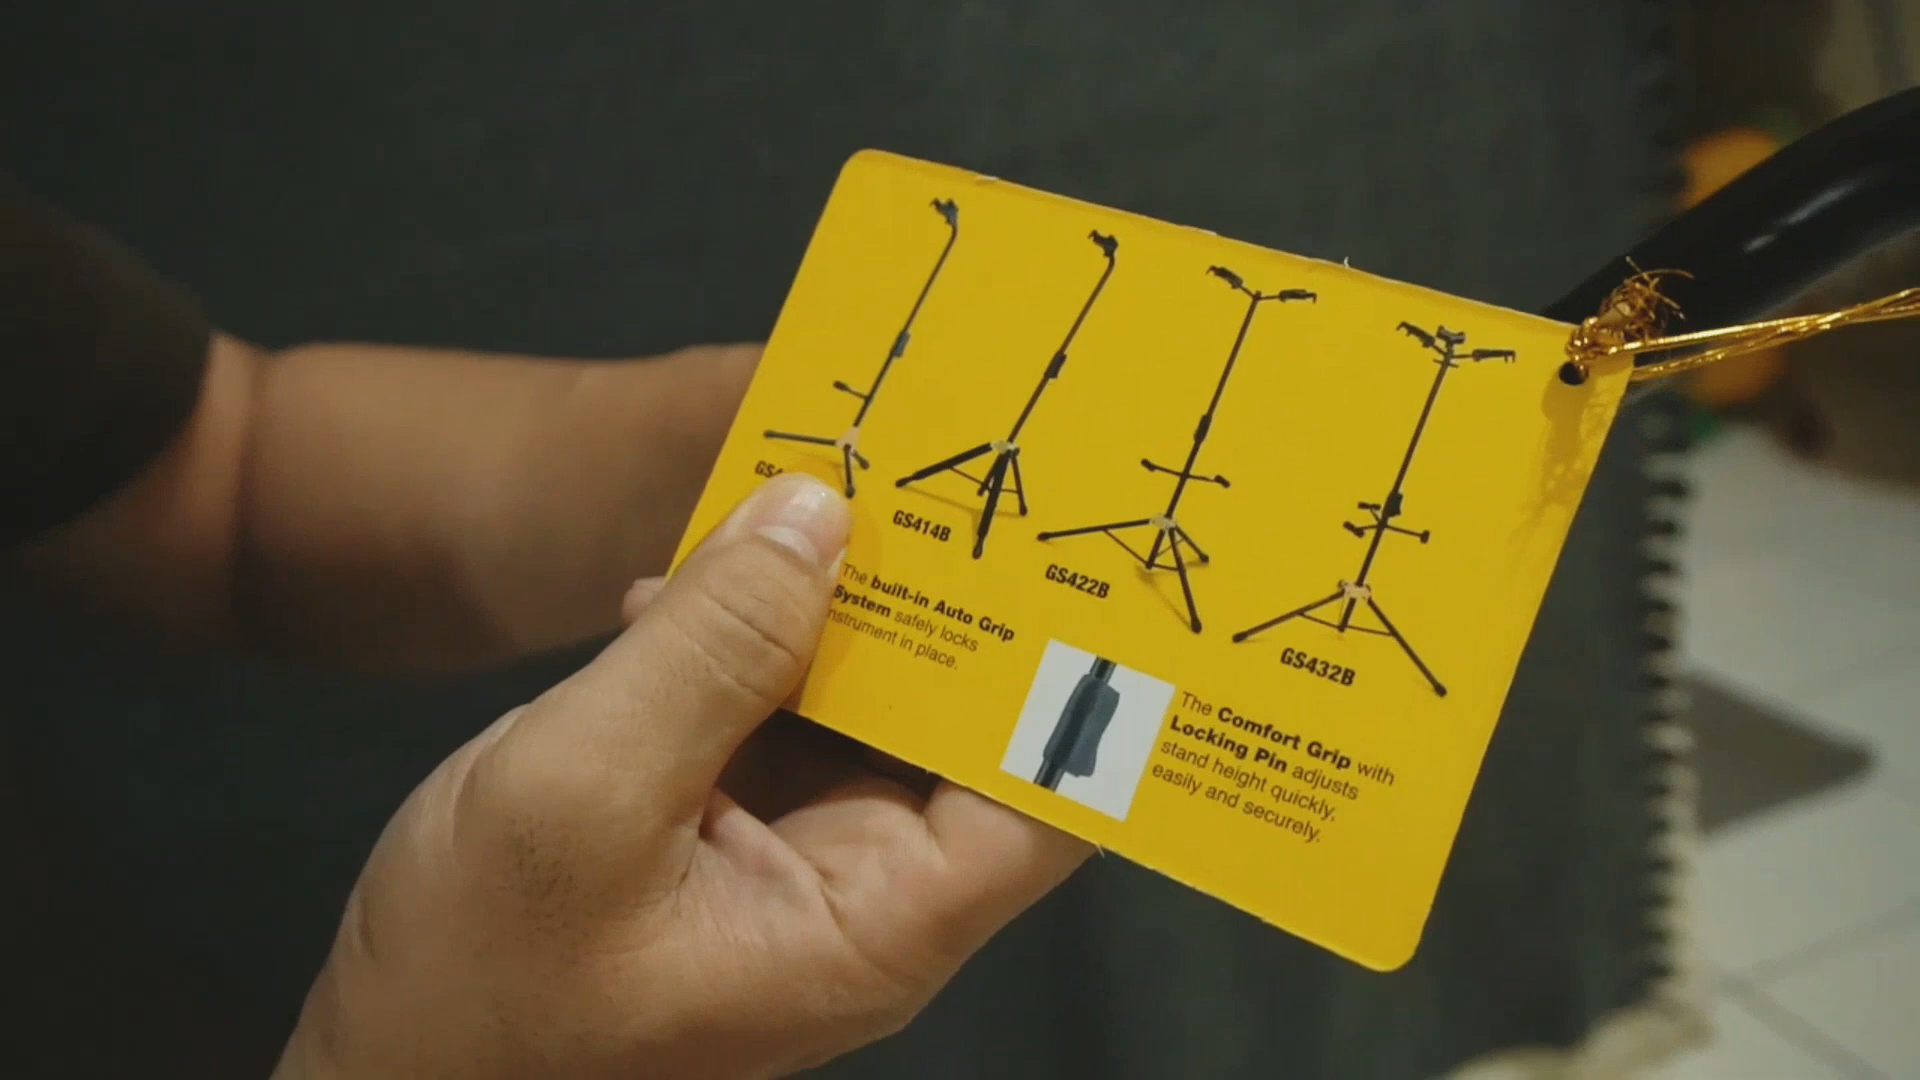 GS414B
GS422B
GS432B
The built-in Auto Grip
System safely locks
instrument in place.
The Comfort Grip with
Locking Pin adjusts
stand height quickly,
easily and securely.